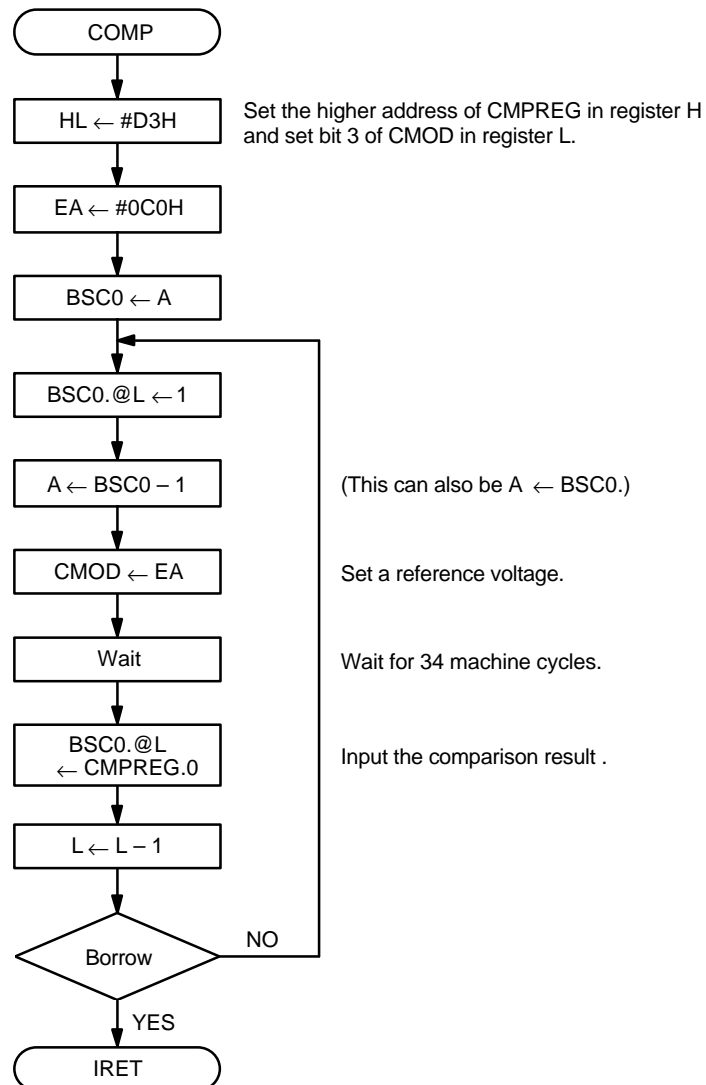 COMP
HL ← #D3H
Set the higher address of CMPREG in register H
and set bit 3 of CMOD in register L.
EA ← #0C0H
BSC0 ← A
BSC0.@L ← 1
A ← BSC0 – 1
(This can also be A ← BSC0.)
CMOD ← EA
Set a reference voltage.
Wait
Wait for 34 machine cycles.
BSC0.@L
← CMPREG.0
Input the comparison result .
L ← L – 1
Borrow
NO
YES
IRET